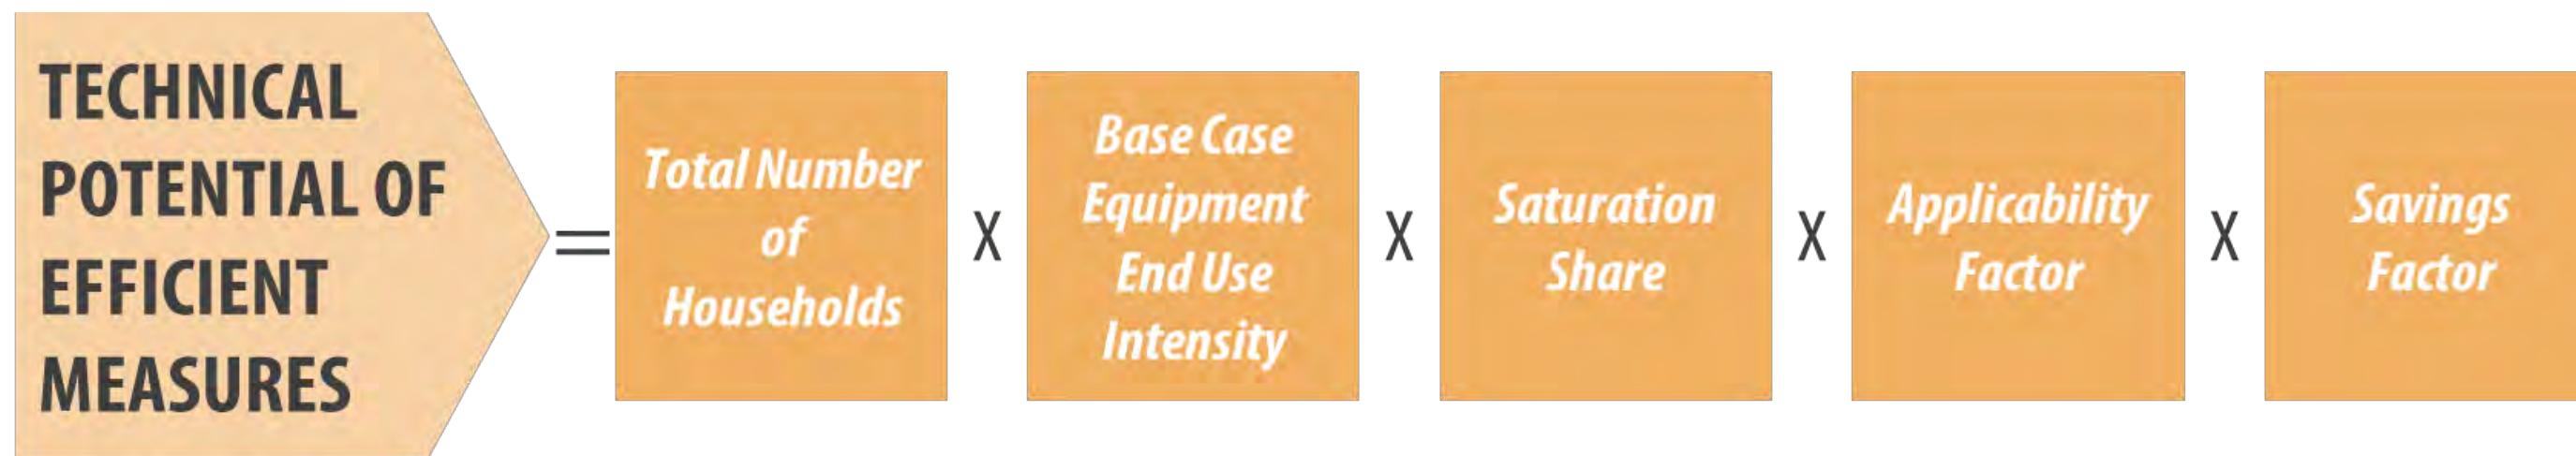 TECHNICAL
POTENTIAL OF
EFFICIENT
MEASURES
=
Total Number
of
Households
X
Base Case
Equipment
End Use
Intensity
X
Saturation
Share
X
Applicability
Factor
X
Savings
Factor